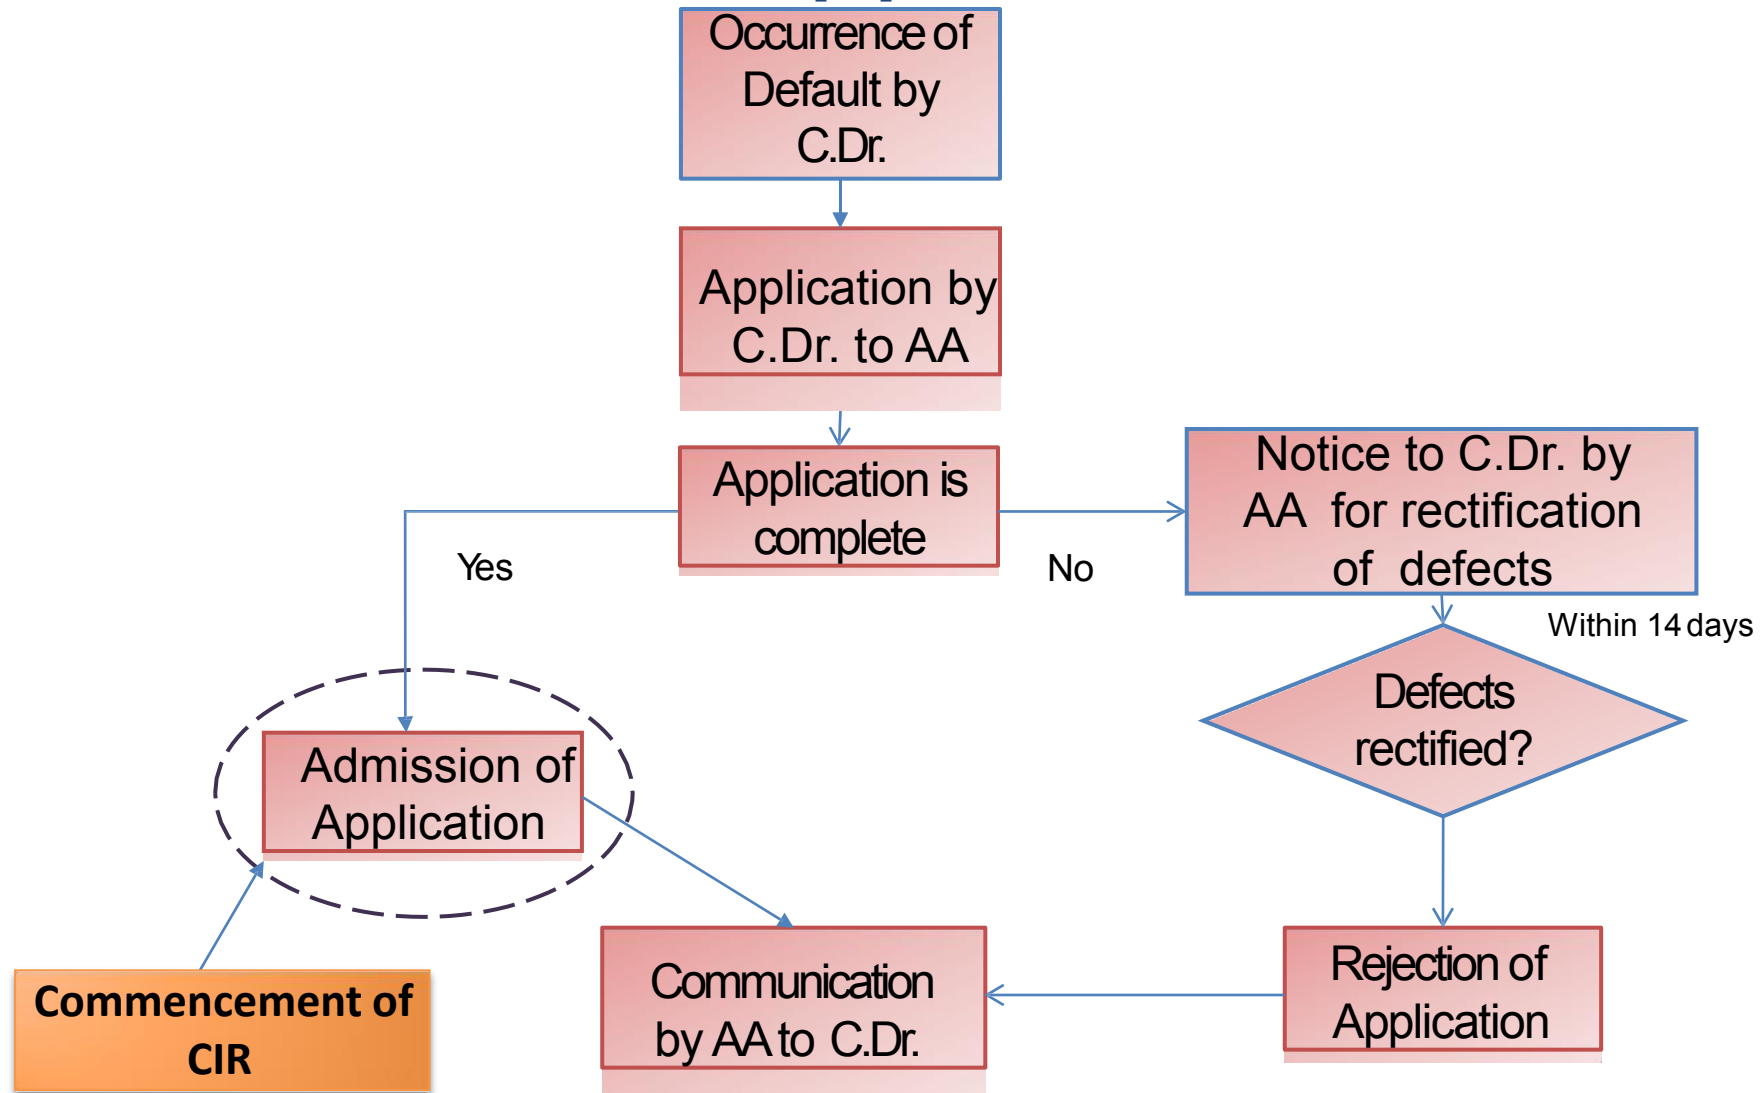 Occurrence of
Default by
C.Dr.
Application by
C.Dr. to AA
Application is
complete
Notice to C.Dr. by
AA for rectification
of defects
Yes
No
Within 14 days
Defects
rectified?
Admission of
Application
Commencement of
CIR
Communication
by AA to C.Dr.
Rejection of
Application